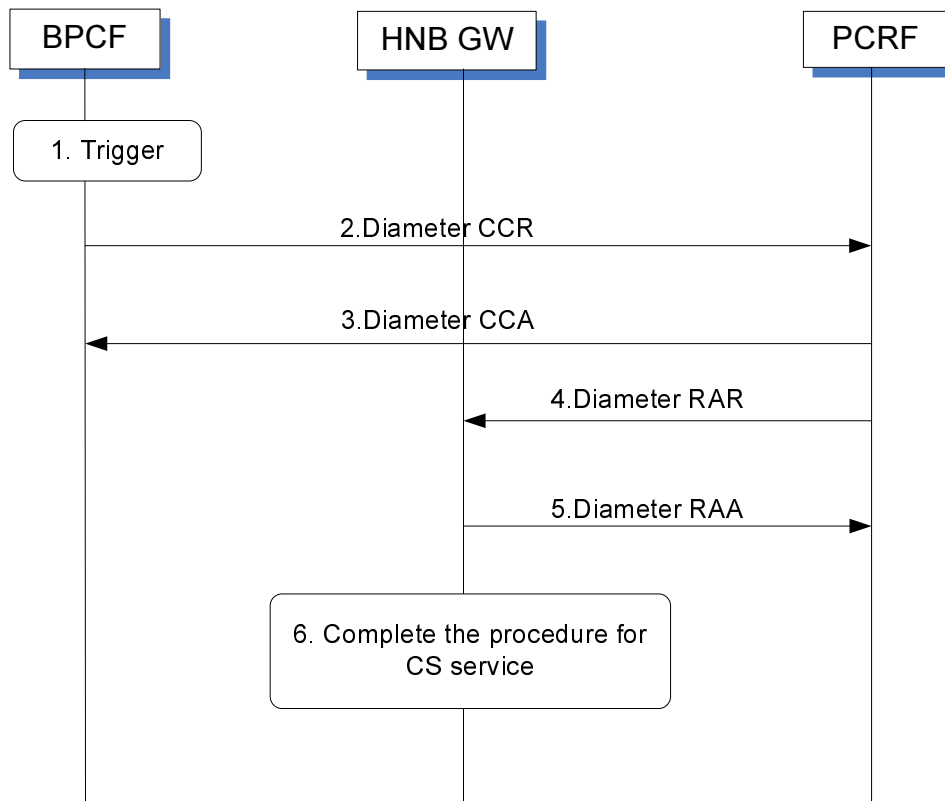 BPCF
HNB GW
PCRF
1. Trigger
2.Diameter CCR
3.Diameter CCA
4.Diameter RAR
5.Diameter RAA
6. Complete the procedure for
CS service